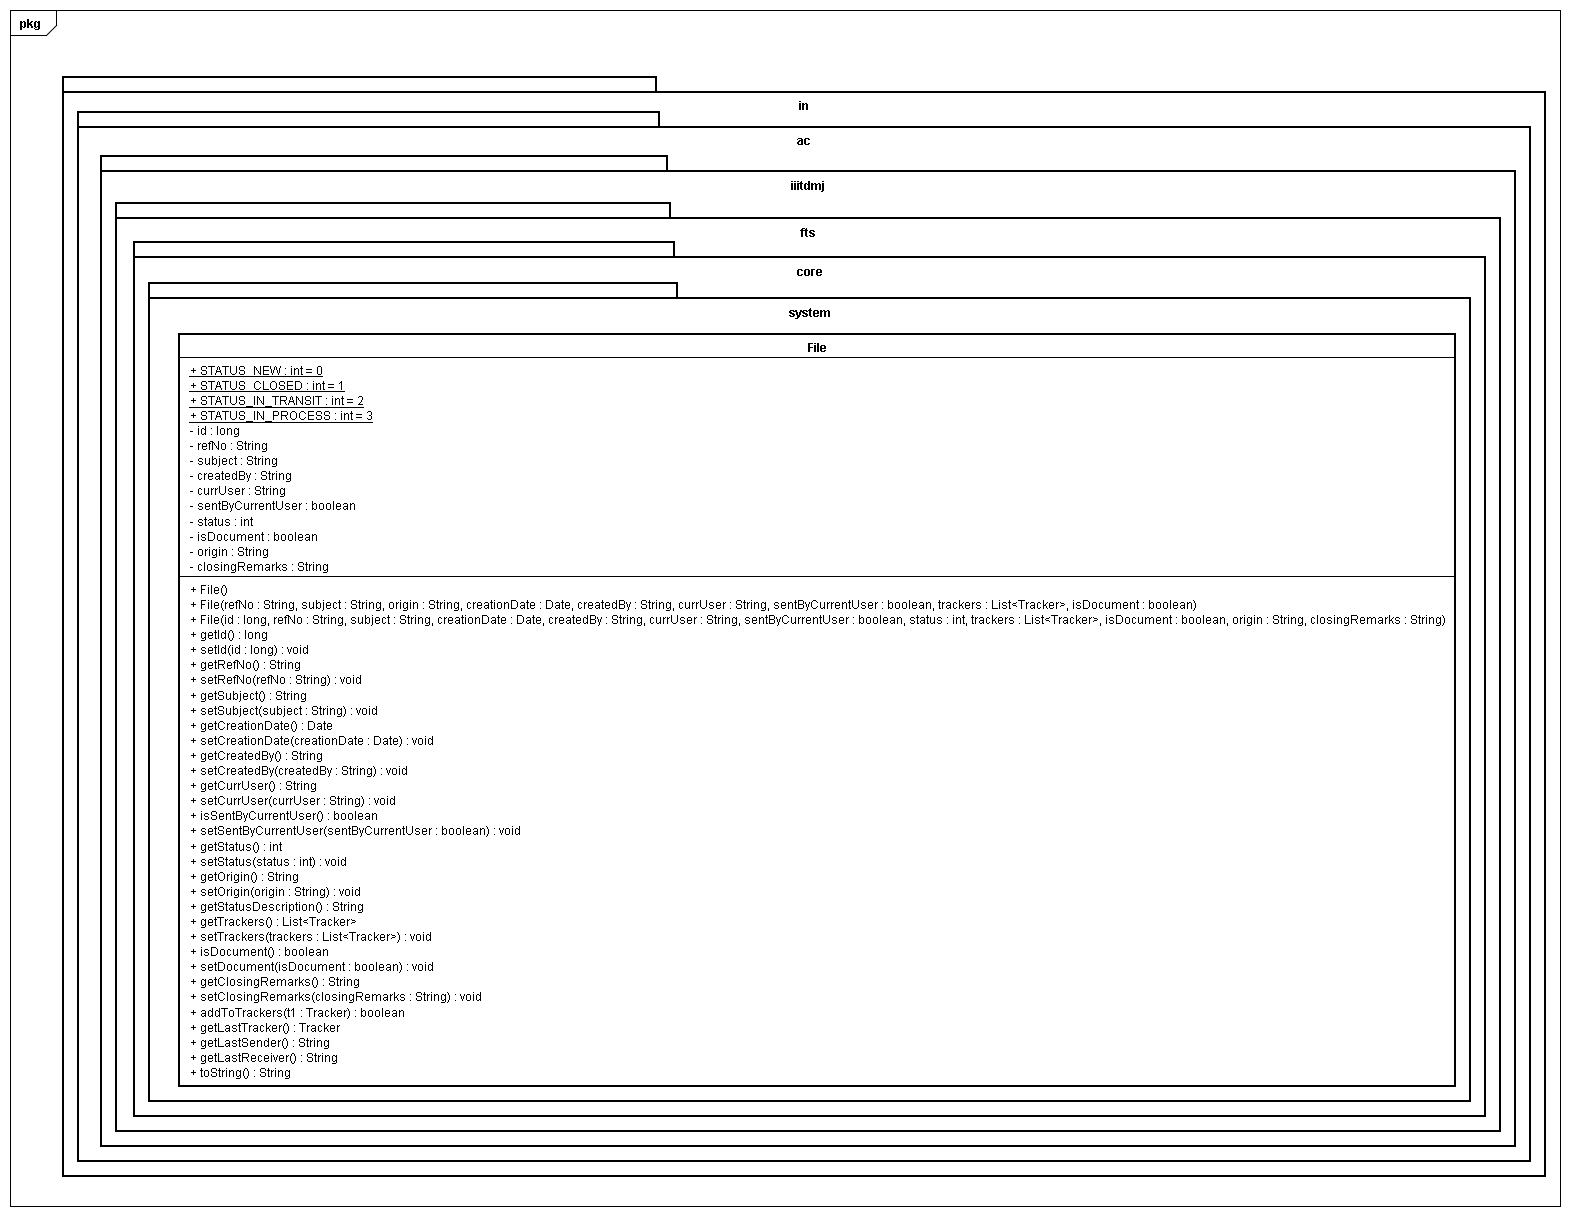 pkg
in
ac
iiitdmj
fts
core
system
File
+ STATUS_NEW : int = 0
+ STATUS_CLOSED : int = 1
+ STATUS_IN_TRANSIT : int = 2
+ STATUS_IN_PROCESS : int = 3
- id : long
- refNo : String
- subject : String
- createdBy : String
- currUser : String
- sentByCurrentUser : boolean
- status : int
- isDocument : boolean
- origin : String
- closingRemarks : String
+ File()
+ File(refNo : String, subject : String, origin : String, creationDate : Date, createdBy : String, currUser : String, sentByCurrentUser : boolean, trackers : List<Tracker>, isDocument : boolean)
+ File(id : long, refNo : String, subject : String, creationDate : Date, createdBy : String, currUser : String, sentByCurrentUser : boolean, status : int, trackers : List<Tracker>, isDocument : boolean, origin : String, closingRemarks : String)
+ getId() : long
+ setId(id : long) : void
+ getRefNo() : String
+ setRefNo(refNo : String) : void
+ getSubject() : String
+ setSubject(subject : String) : void
+ getCreationDate() : Date
+ setCreationDate(creationDate : Date) : void
+ getCreatedBy() : String
+ setCreatedBy(createdBy : String) : void
+ getCurrUser() : String
+ setCurrUser(currUser : String) : void
+ isSentByCurrentUser() : boolean
+ setSentByCurrentUser(sentByCurrentUser : boolean) : void
+ getStatus() : int
+ setStatus(status : int) : void
+ getOrigin() : String
+ setOrigin(origin : String) : void
+ getStatusDescription() : String
+ getTrackers() : List<Tracker>
+ setTrackers(trackers : List<Tracker>) : void
+ isDocument() : boolean
+ setDocument(isDocument : boolean) : void
+ getClosingRemarks() : String
+ setClosingRemarks(closingRemarks : String) : void
+ addToTrackers(t1 : Tracker) : boolean
+ getLastTracker() : Tracker
+ getLastSender() : String
+ getLastReceiver() : String
+ toString() : String